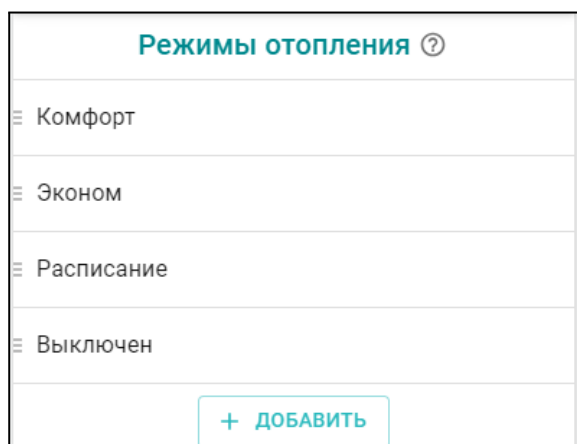 Режимы отопления ?
Комфорт
Эконом
Расписание
Выключен
+ ДОБАВИТЬ